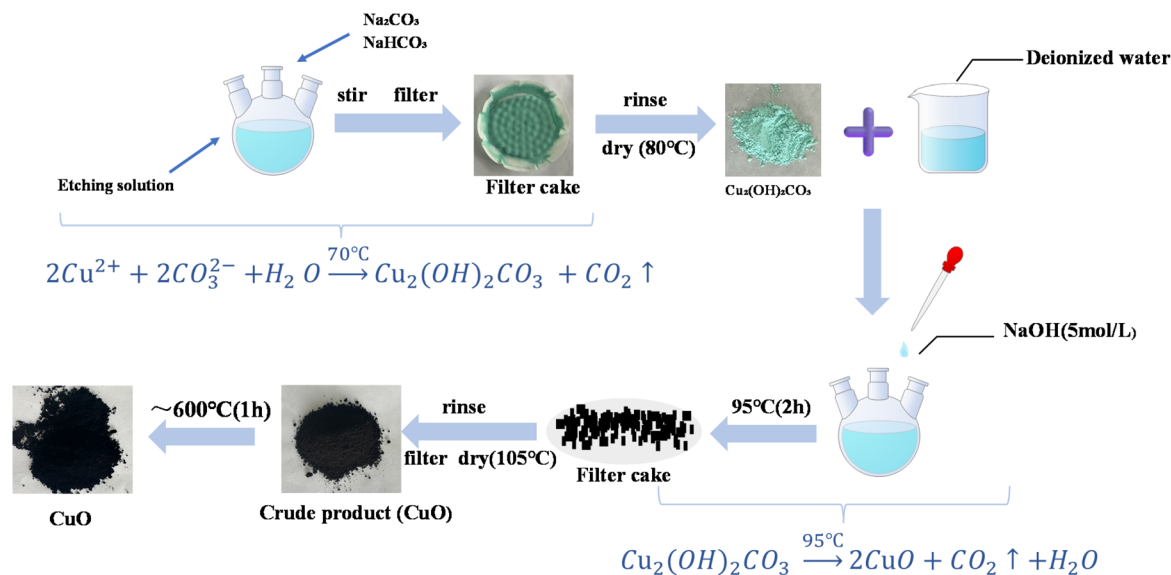 Na₂CO₃
NaHCO₃
Etching solution
stir filter
Filter cake
rinse
dry (80℃)
Cu₂(OH)₂CO₃
Deionized water
2Cu²⁺ + 2CO₃²⁻ +H₂ O 70℃→ Cu₂(OH)₂CO₃ + CO₂ ↑
NaOH(5mol/L)
95℃(2h)
Filter cake
Cu₂(OH)₂CO₃ 95℃→ 2CuO + CO₂ ↑ +H₂O
rinse
filter dry(105℃)
Crude product (CuO)
～600℃(1h)
CuO